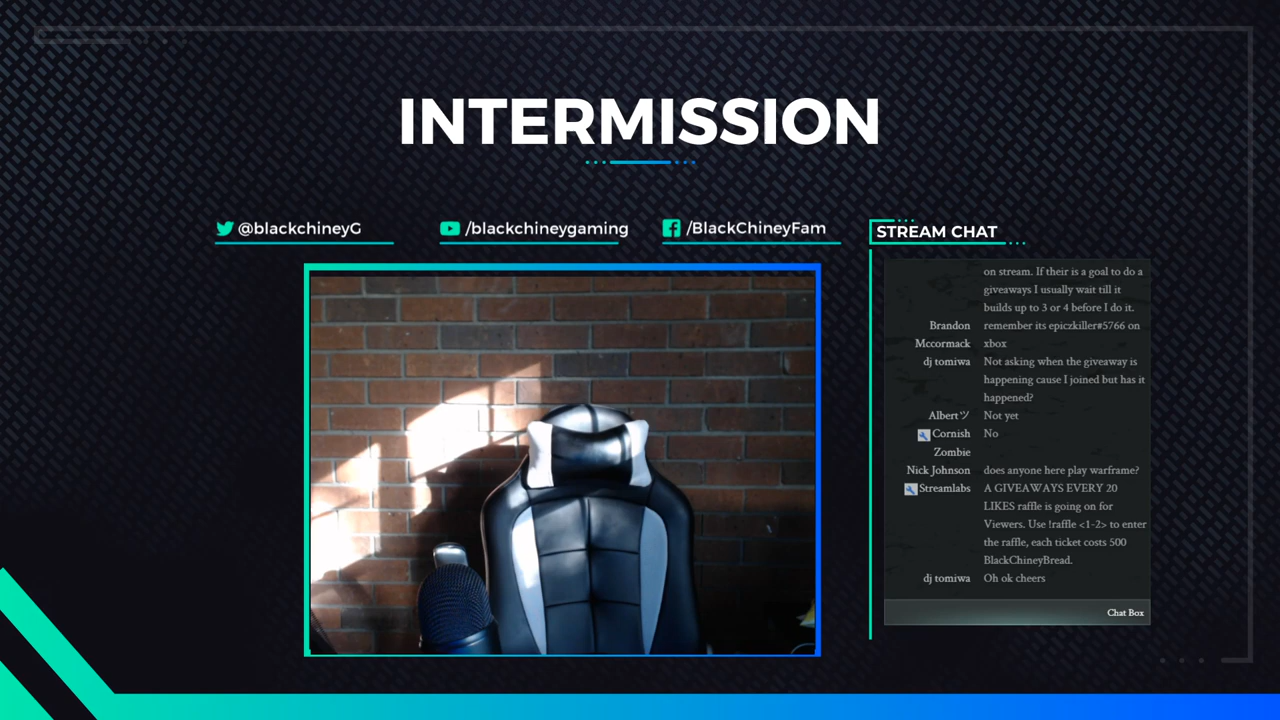 INTERMISSION
@blackchineyG
/blackchineygaming
/BlackChineyFam
STREAM CHAT
on stream. If their is a goal to do a
giveaways I usually wait till it
builds up to 3 or 4 before I do it.
Brandon remember its epiczkiller#5766 on
Mccormack xbox
dj tomiwa Not asking when the giveaway is
happening cause I joined but has it
happened?
Albertツ Not yet
Cornish No
Zombie
Nick Johnson does anyone here play warframe?
Streamlabs A GIVEAWAYS EVERY 20
LIKES raffle is going on for
Viewers. Use !raffle <1-2> to enter
the raffle, each ticket costs 500
BlackChineyBread.
dj tomiwa Oh ok cheers
Chat Box